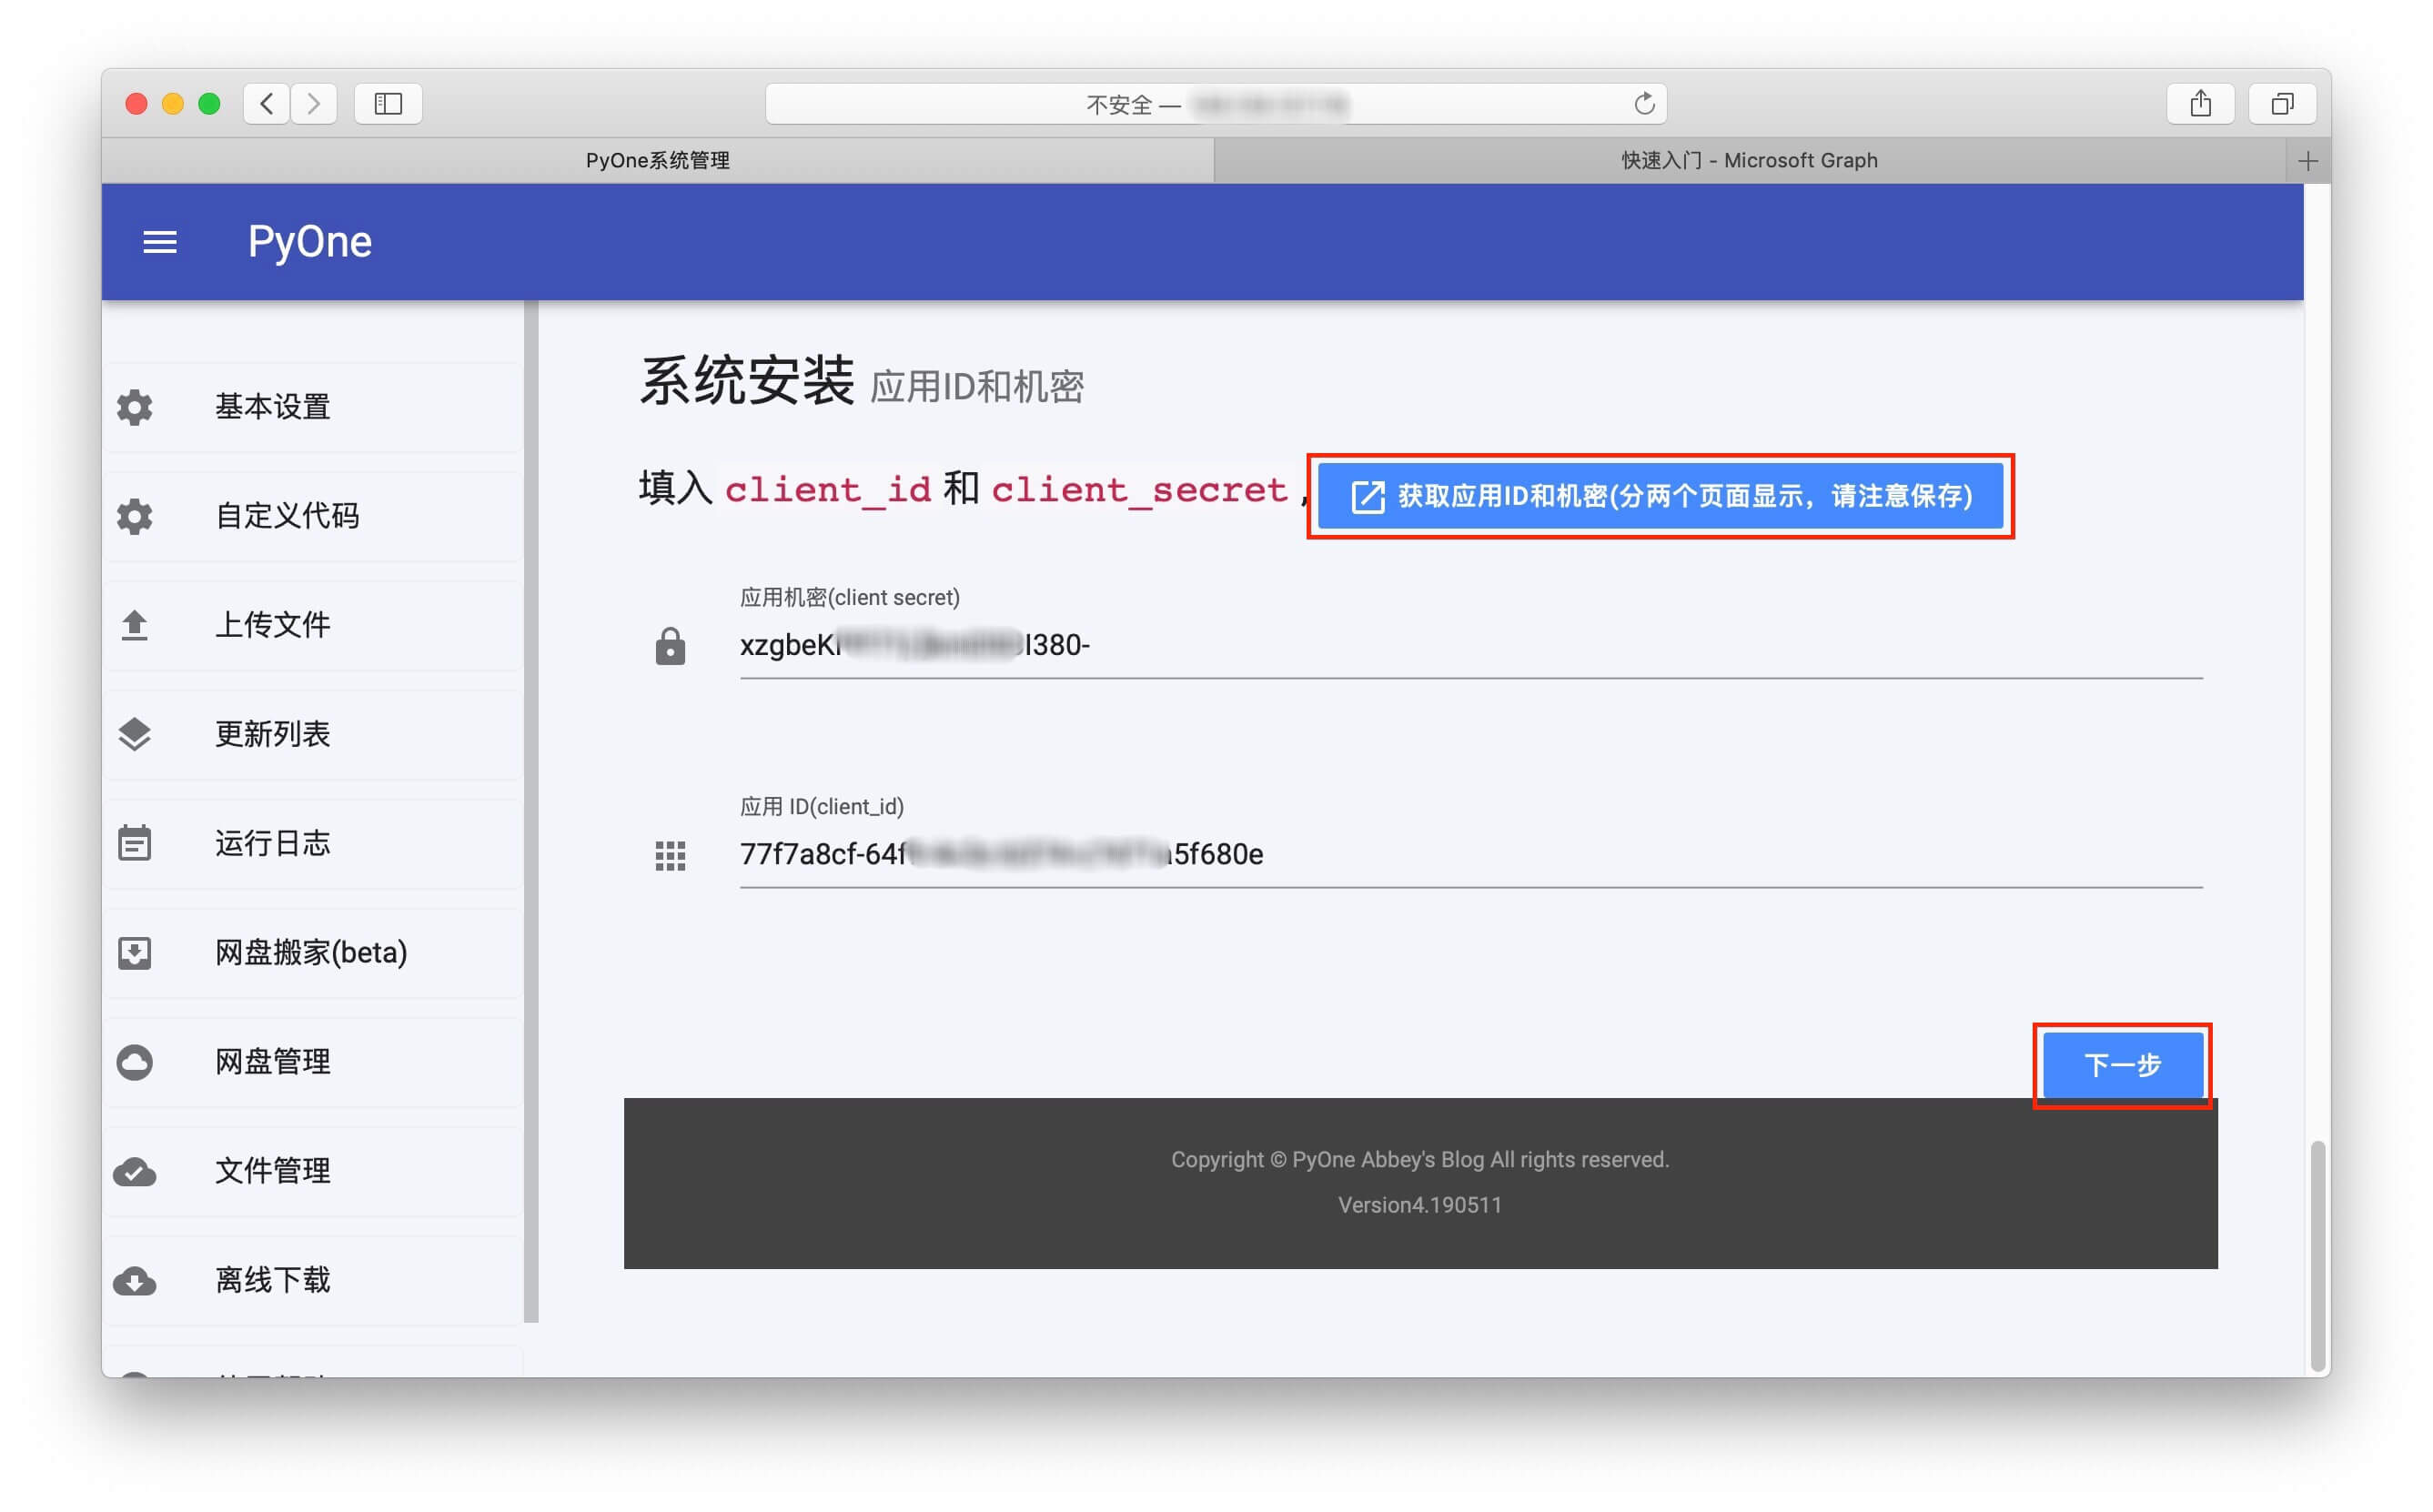 不安全 —
PyOne系统管理
快速入门 - Microsoft Graph
PyOne
基本设置
自定义代码
上传文件
更新列表
运行日志
网盘搬家(beta)
网盘管理
文件管理
离线下载
系统安装 应用ID和机密
填入 client_id 和 client_secret , 获取应用ID和机密(分两个页面显示，请注意保存)
应用机密(client secret)
xzgbeK l380-
应用 ID(client_id)
77f7a8cf-64f a5f680e
下一步
Copyright © PyOne Abbey's Blog All rights reserved.
Version4.190511